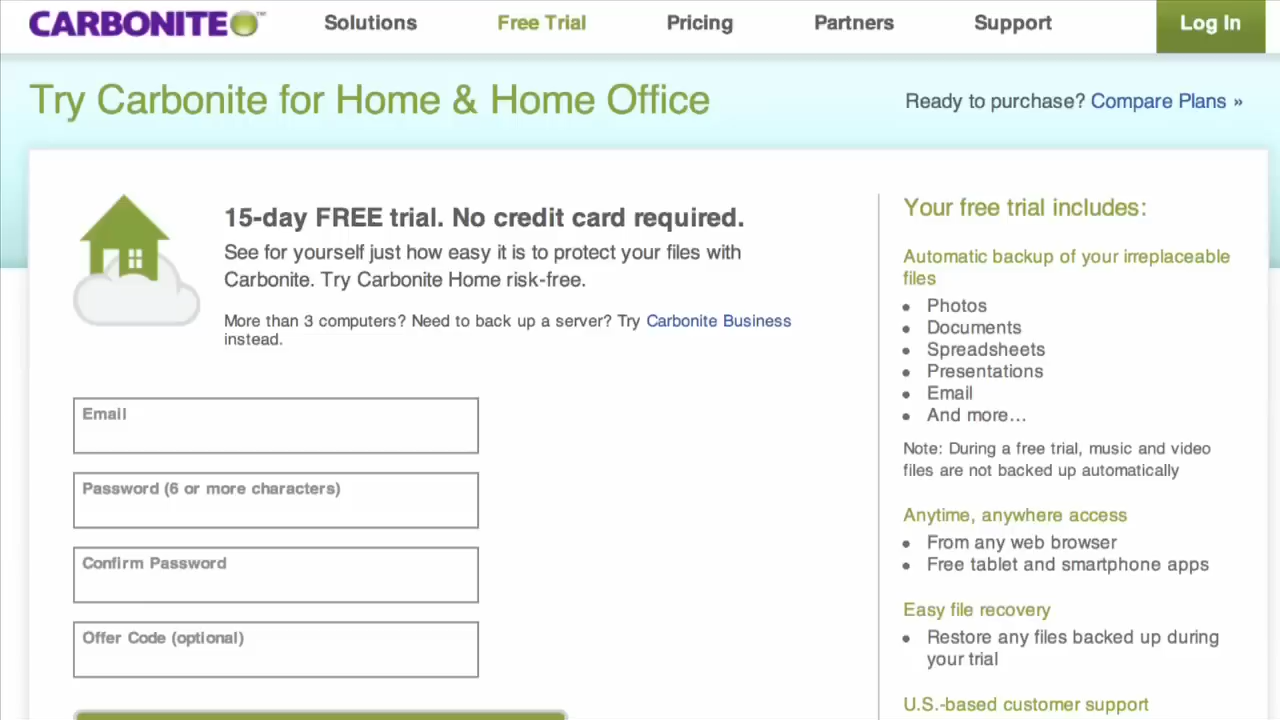 CARBONITE™
Solutions
Free Trial
Pricing
Partners
Support
Log In
Try Carbonite for Home & Home Office
Ready to purchase? Compare Plans »
15-day FREE trial. No credit card required.
See for yourself just how easy it is to protect your files with
Carbonite. Try Carbonite Home risk-free.
More than 3 computers? Need to back up a server? Try Carbonite Business
instead.
Email
Password (6 or more characters)
Confirm Password
Offer Code (optional)
Your free trial includes:
Automatic backup of your irreplaceable
files
• Photos
• Documents
• Spreadsheets
• Presentations
• Email
• And more...
Note: During a free trial, music and video
files are not backed up automatically
Anytime, anywhere access
• From any web browser
• Free tablet and smartphone apps
Easy file recovery
• Restore any files backed up during
your trial
U.S.-based customer support